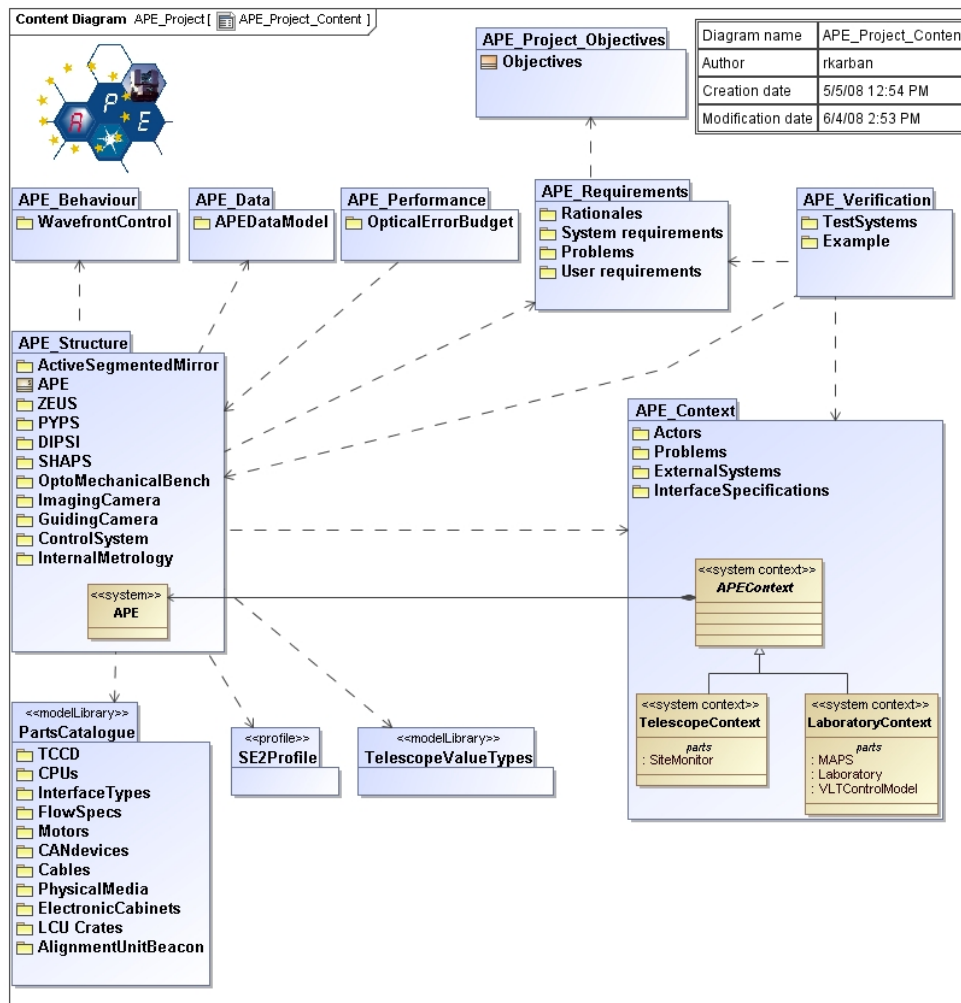 Content Diagram APE_Project [ APE_Project_Content ]
Diagram name APE_Project_Conten
Author rkarban
Creation date 5/5/08 12:54 PM
Modification date 6/4/08 2:53 PM
A P E
APE_Project_Objectives
Objectives
APE_Behaviour
WavefrontControl
APE_Data
APEDataModel
APE_Performance
OpticalErrorBudget
APE_Requirements
Rationales
System requirements
Problems
User requirements
APE_Verification
TestSystems
Example
APE_Structure
ActiveSegmentedMirror
APE
ZEUS
PYPS
DIPSI
SHAPS
OptoMechanicalBench
ImagingCamera
GuidingCamera
ControlSystem
InternalMetrology
<<system>>
APE
APE_Context
Actors
Problems
ExternalSystems
InterfaceSpecifications
<<system context>>
APEContext
<<system context>>
TelescopeContext
parts
: SiteMonitor
<<system context>>
LaboratoryContext
parts
: MAPS
: Laboratory
: VLTControlModel
<<modelLibrary>>
PartsCatalogue
TCCD
CPUs
InterfaceTypes
FlowSpecs
Motors
CANdevices
Cables
PhysicalMedia
ElectronicCabinets
LCU Crates
AlignmentUnitBeacon
<<profile>>
SE2Profile
<<modelLibrary>>
TelescopeValueTypes